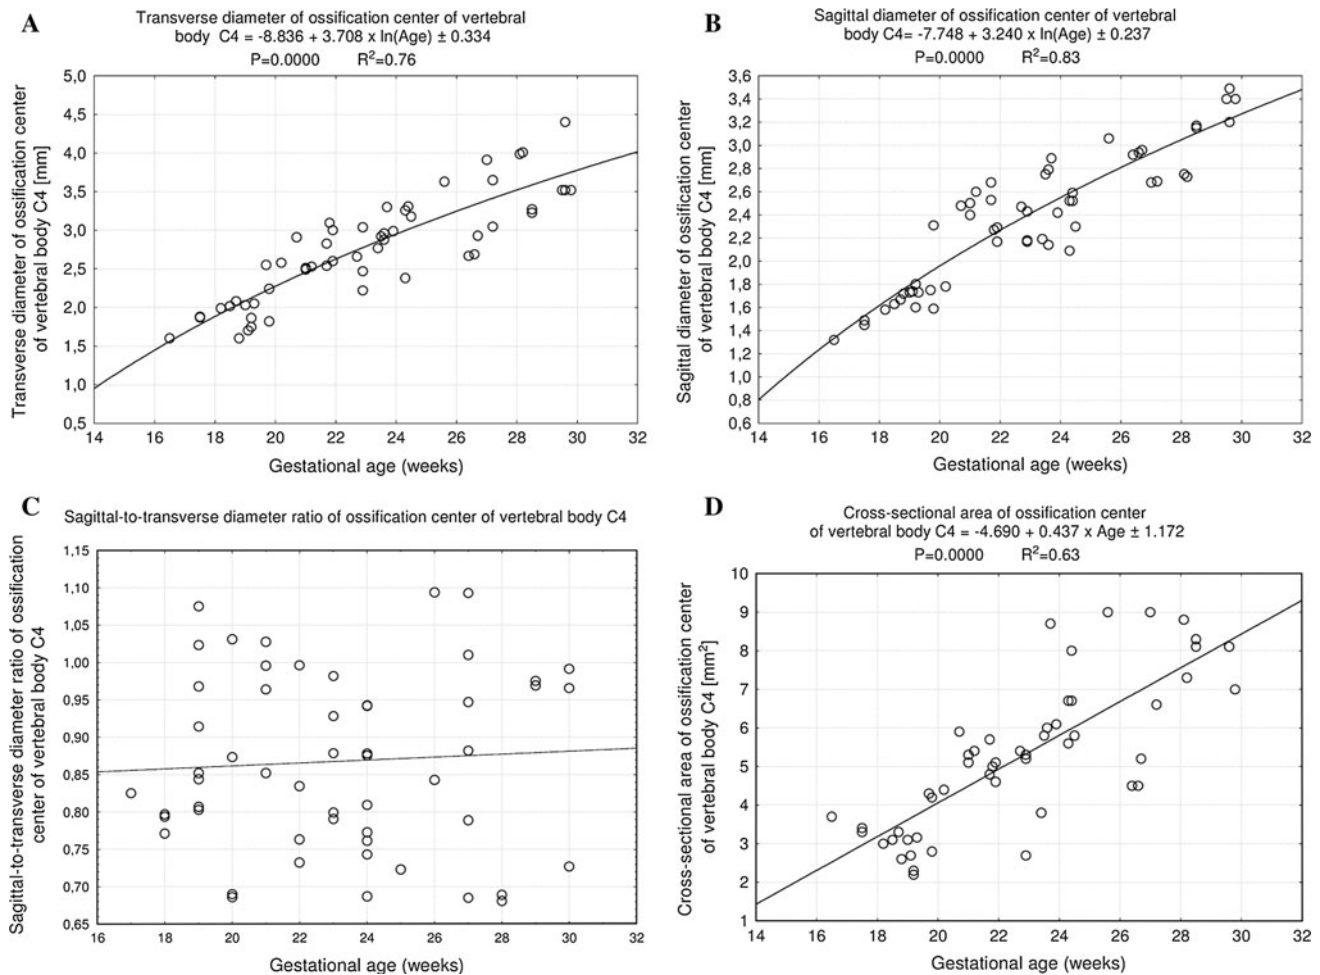 A
Transverse diameter of ossification center of vertebral
body C4 = -8.836 + 3.708 x In(Age) ± 0.334
P=0.0000 R²=0.76
Transverse diameter of ossification center
of vertebral body C4 [mm]
5,0
4,5
4,0
3,5
3,0
2,5
2,0
1,5
1,0
0,5
14 16 18 20 22 24 26 28 30 32
Gestational age (weeks)
B
Sagittal diameter of ossification center of vertebral
body C4= -7.748 + 3.240 x In(Age) ± 0.237
P=0.0000 R²=0.83
Sagittal diameter of ossification center
of vertebral body C4 [mm]
3,6
3,4
3,2
3,0
2,8
2,6
2,4
2,2
2,0
1,8
1,6
1,4
1,2
1,0
0,8
0,6
14 16 18 20 22 24 26 28 30 32
Gestational age (weeks)
C
Sagittal-to-transverse diameter ratio of ossification center of vertebral body C4
Sagittal-to-transverse diameter ratio of ossification
center of vertebral body C4
1,15
1,10
1,05
1,00
0,95
0,90
0,85
0,80
0,75
0,70
0,65
16 18 20 22 24 26 28 30 32
Gestational age (weeks)
D
Cross-sectional area of ossification center
of vertebral body C4 = -4.690 + 0.437 x Age ± 1.172
P=0.0000 R²=0.63
Cross-sectional area of ossification center
of vertebral body C4 [mm²]
10
9
8
7
6
5
4
3
2
1
14 16 18 20 22 24 26 28 30 32
Gestational age (weeks)